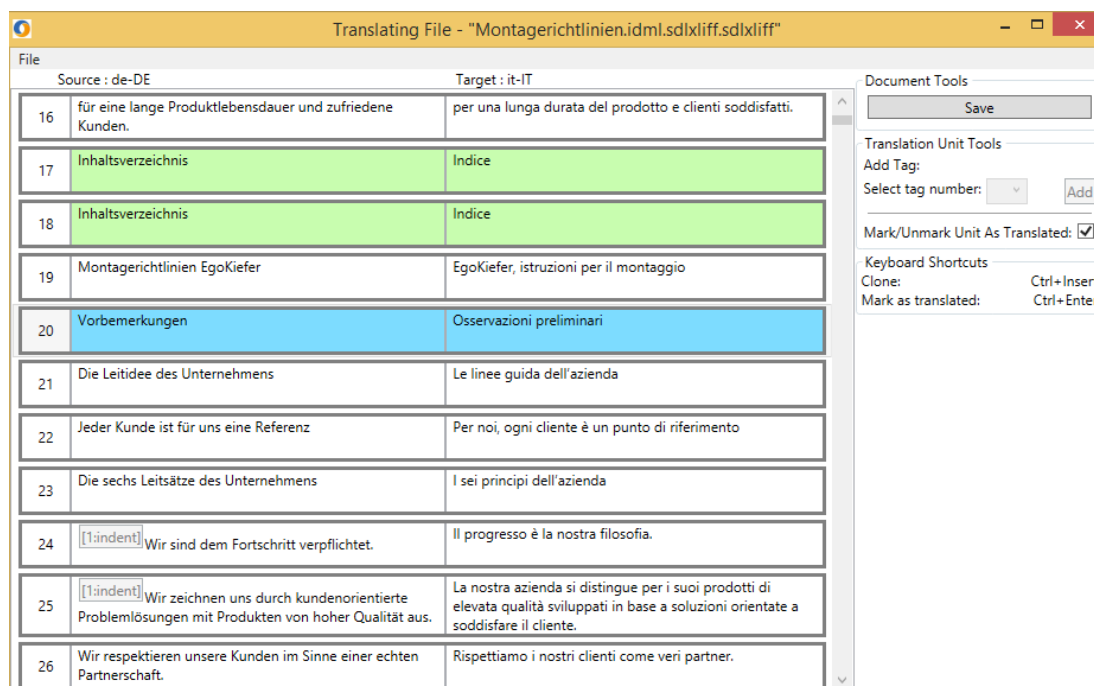 Translating File - "Montagerichtlinien.idml.sdlxliff.sdlxliff"
File
Source : de-DE
Target : it-IT
16
für eine lange Produktlebensdauer und zufriedene
Kunden.
per una lunga durata del prodotto e clienti soddisfatti.
17
Inhaltsverzeichnis
Indice
18
Inhaltsverzeichnis
Indice
19
Montagerichtlinien EgoKiefer
EgoKiefer, istruzioni per il montaggio
20
Vorbemerkungen
Osservazioni preliminari
21
Die Leitidee des Unternehmens
Le linee guida dell'azienda
22
Jeder Kunde ist für uns eine Referenz
Per noi, ogni cliente è un punto di riferimento
23
Die sechs Leitsätze des Unternehmens
I sei principi dell'azienda
24
[1:indent] Wir sind dem Fortschritt verpflichtet.
Il progresso è la nostra filosofia.
25
[1:indent] Wir zeichnen uns durch kundenorientierte
Problemlösungen mit Produkten von hoher Qualität aus.
La nostra azienda si distingue per i suoi prodotti di
elevata qualità sviluppati in base a soluzioni orientate a
soddisfare il cliente.
26
Wir respektieren unsere Kunden im Sinne einer echten
Partnerschaft.
Rispettiamo i nostri clienti come veri partner.
Document Tools
Save
Translation Unit Tools
Add Tag:
Select tag number:
Add
Mark/Unmark Unit As Translated:
Keyboard Shortcuts
Clone: Ctrl+Inser
Mark as translated: Ctrl+Ente